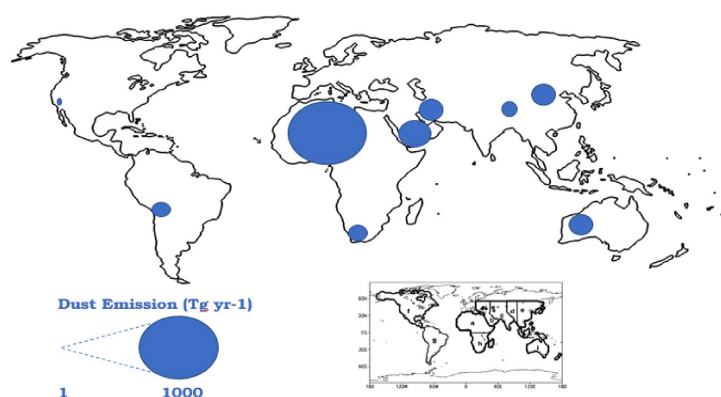 Dust Emission (Tg yr-1)
1 1000
60N
30N
EQ
30S
60S
f
g
a
h
d
e
180 120W 60W 0 60E 120E 180